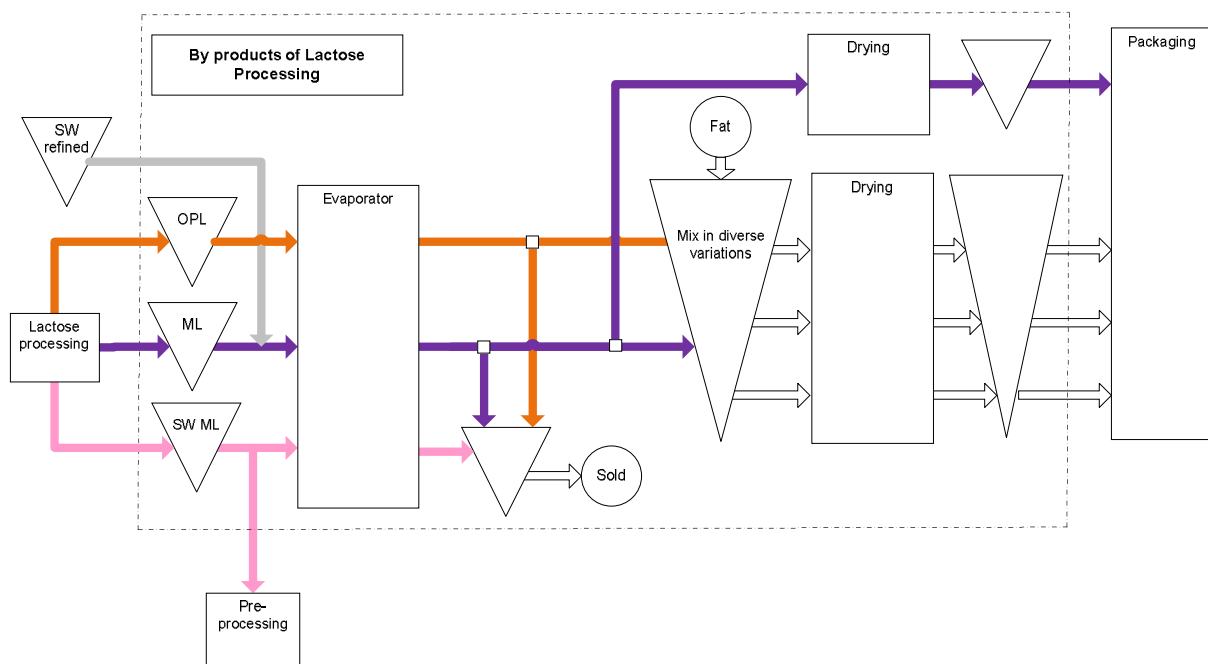 By products of Lactose
Processing
Drying
Packaging
SW
refined
Fat
Drying
Evaporator
OPL
Mix in diverse
variations
ML
Lactose
processing
SW ML
Sold
Pre-
processing